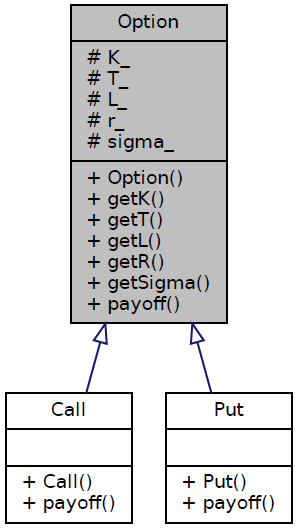 Option
# K_
# T_
# L_
# r_
# sigma_
+ Option()
+ getK()
+ getT()
+ getL()
+ getR()
+ getSigma()
+ payoff()
Call
+ Call()
+ payoff()
Put
+ Put()
+ payoff()